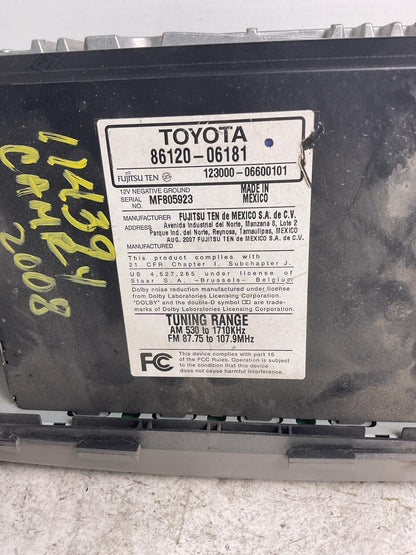 TOYOTA
86120-06181
FUJITSU TEN 123000-06600101
12V NEGATIVE GROUND
SERIAL NO. MF805923
MADE IN MEXICO
MANUFACTURER FUJITSU TEN de MEXICO S.A. de C.V.
ADDRESS Avenida Industrial del Norte, Manzana 8, Lote 2
Parque Ind. del Norte, Reynosa, Tamaulipas, MEXICO
MANUFACTURED AUG. 2007 FUJITSU TEN de MEXICO S.A. de C.V.
This product complies with
21 CFR Chapter I, Subchapter J.
US 4,527,265 under license of
Staar S.A. -Brussels- Belgium
Dolby noise reduction manufactured under license
from Dolby Laborstories Licensing Corporation.
"DOLBY" and the double-D symbol are trade-
marks of Dolby Laborstories Licensing Corporation.
TUNING RANGE
AM 530 to 1710KHz
FM 87.75 to 107.9MHz
FC This device complies with part 15
of the FCC Rules. Operation is subject
to the condition that this device
does not cause harmful interference.
11439
CAMRY
2008